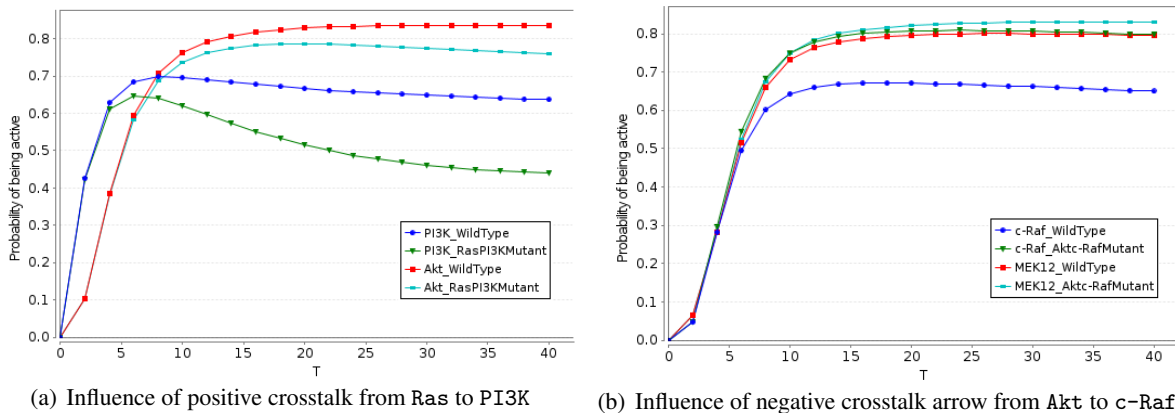 Probability of being active
0.8
0.7
0.6
0.5
0.4
0.3
0.2
0.1
0.0
0 5 10 15 20 25 30 35 40
T
PI3K_WildType
PI3K_RasPI3KMutant
Akt_WildType
Akt_RasPI3KMutant
(a) Influence of positive crosstalk from Ras to PI3K
Probability of being active
0.8
0.7
0.6
0.5
0.4
0.3
0.2
0.1
0.0
0 5 10 15 20 25 30 35 40
T
c-Raf_WildType
c-Raf_Aktc-RafMutant
MEK12_WildType
MEK12_Aktc-RafMutant
(b) Influence of negative crosstalk arrow from Akt to c-Raf